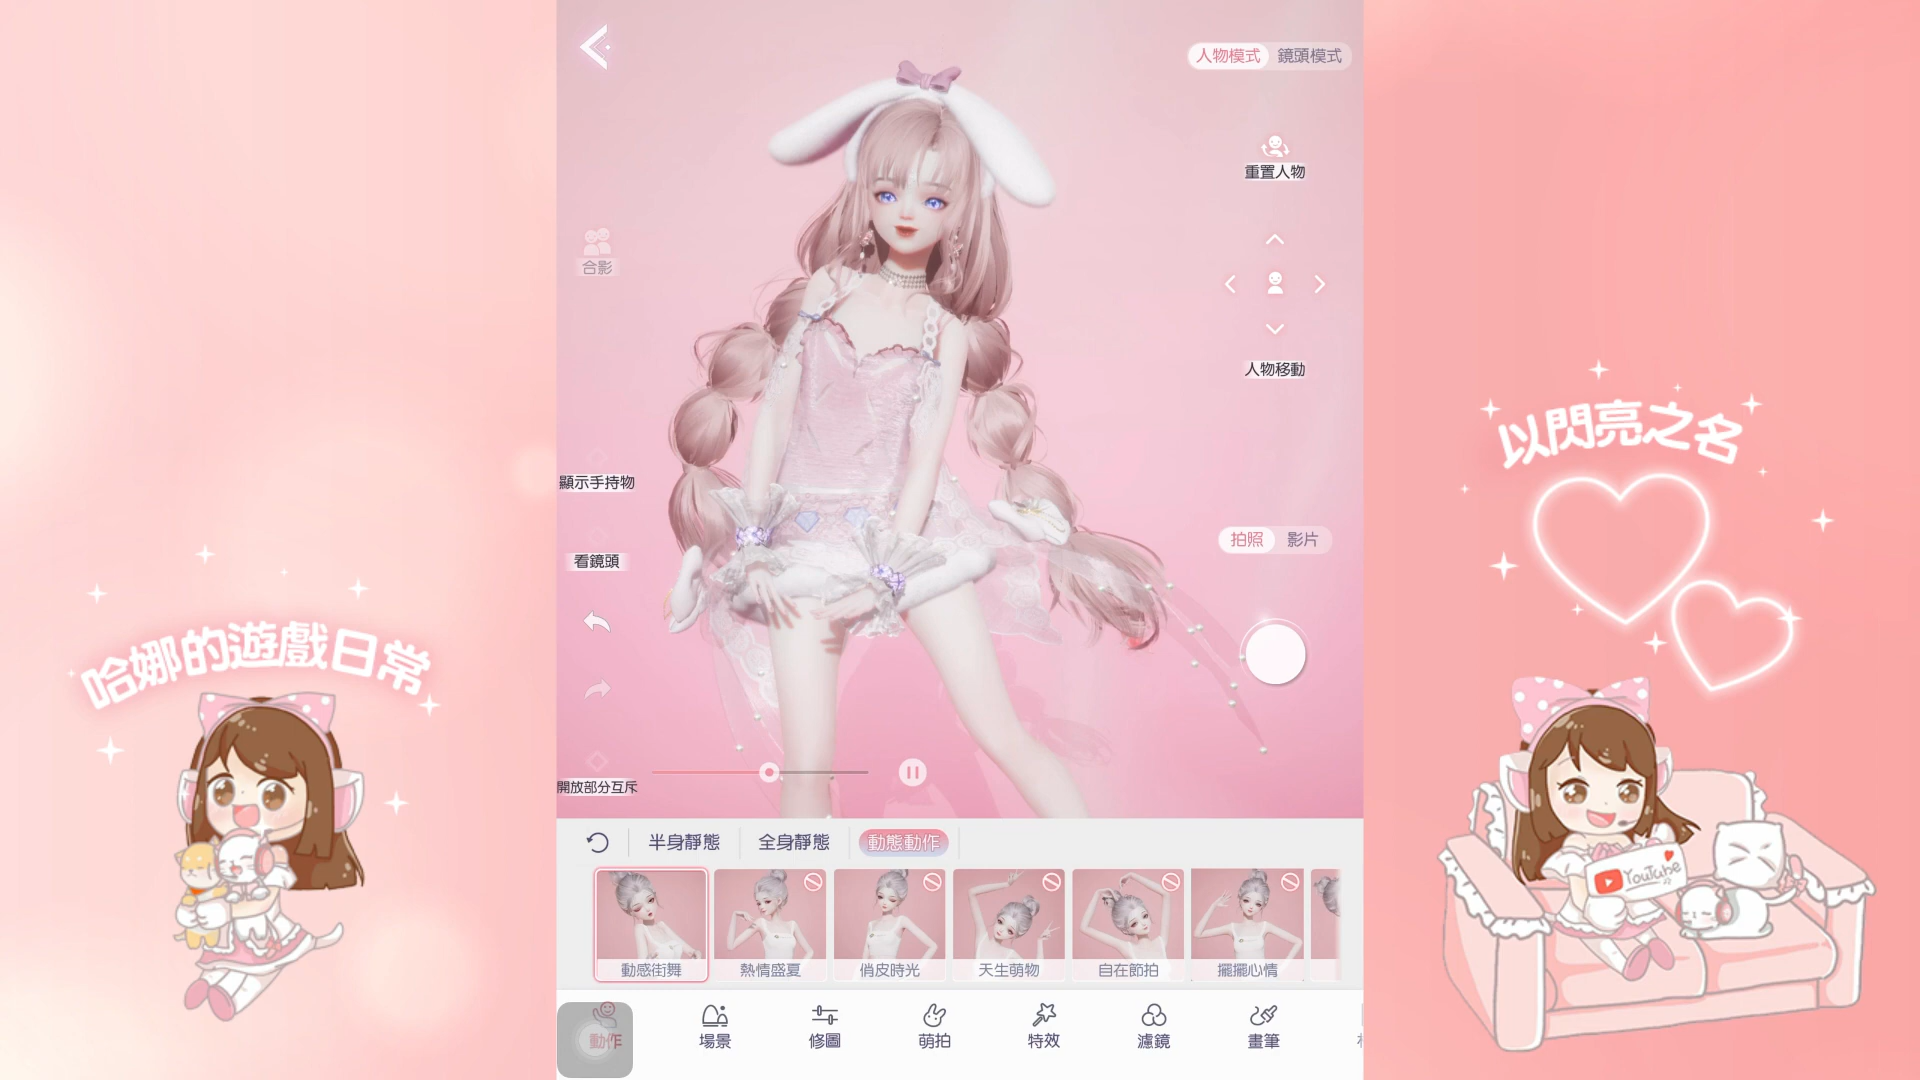 人物模式 鏡頭模式
重置人物
合影
人物移動
以閃亮之名
顯示手持物
拍照 影片
看鏡頭
哈娜的遊戲日常
開放部分互斥
半身靜態 全身靜態 動態動作
YouTube
動感街舞 熱情盛夏 俏皮時光 天生萌物 自在節拍 擺擺心情
動作 場景 修圖 萌拍 特效 濾鏡 畫筆